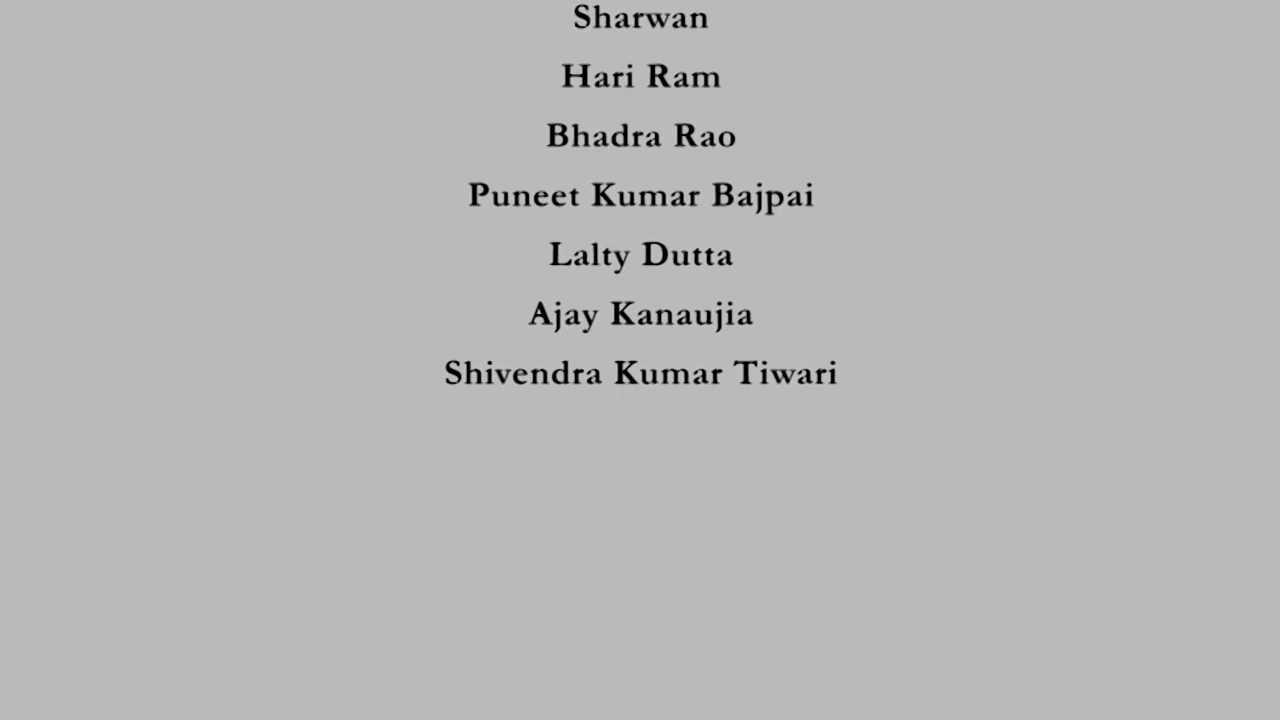 Sharwan
Hari Ram
Bhadra Rao
Puneet Kumar Bajpai
Lalty Dutta
Ajay Kanaujia
Shivendra Kumar Tiwari